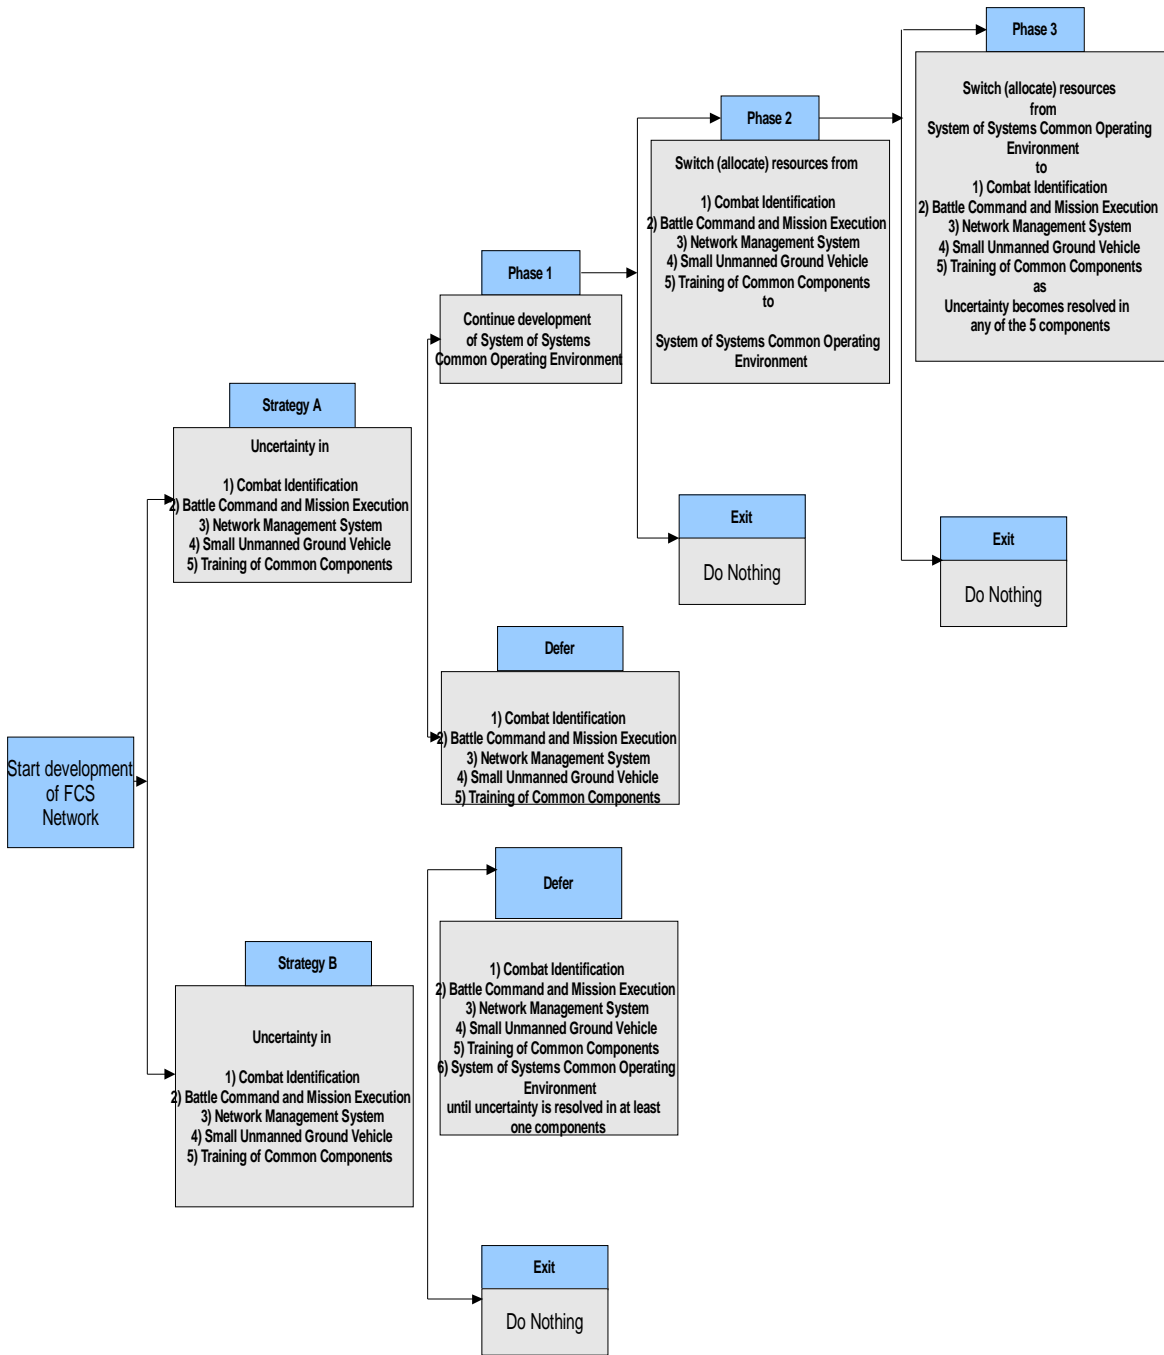 Phase 3
Switch (allocate) resources
from
System of Systems Common Operating
Environment
to
1) Combat Identification
2) Battle Command and Mission Execution
3) Network Management System
4) Small Unmanned Ground Vehicle
5) Training of Common Components
as
Uncertainty becomes resolved in
any of the 5 components
Phase 2
Switch (allocate) resources from
1) Combat Identification
2) Battle Command and Mission Execution
3) Network Management System
4) Small Unmanned Ground Vehicle
5) Training of Common Components
to
System of Systems Common Operating
Environment
Phase 1
Continue development
of System of Systems
Common Operating Environment
Strategy A
Uncertainty in
1) Combat Identification
2) Battle Command and Mission Execution
3) Network Management System
4) Small Unmanned Ground Vehicle
5) Training of Common Components
Exit
Do Nothing
Exit
Do Nothing
Defer
1) Combat Identification
2) Battle Command and Mission Execution
3) Network Management System
4) Small Unmanned Ground Vehicle
5) Training of Common Components
Start development
of FCS
Network
Defer
1) Combat Identification
2) Battle Command and Mission Execution
3) Network Management System
4) Small Unmanned Ground Vehicle
5) Training of Common Components
6) System of Systems Common Operating
Environment
until uncertainty is resolved in at least
one components
Strategy B
Uncertainty in
1) Combat Identification
2) Battle Command and Mission Execution
3) Network Management System
4) Small Unmanned Ground Vehicle
5) Training of Common Components
Exit
Do Nothing